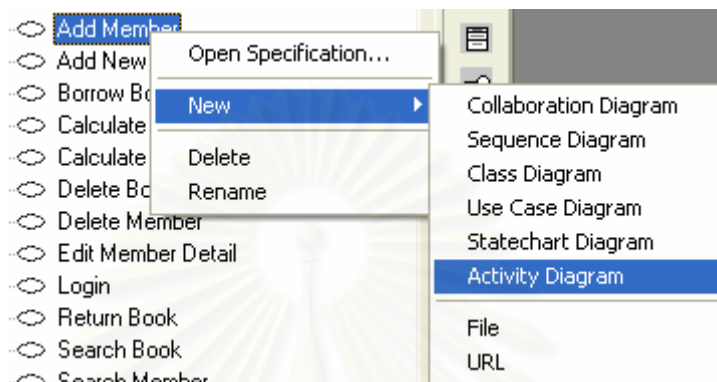 Add Member
Add New
Open Specification...
Borrow
New
Collaboration Diagram
Calculate
Sequence Diagram
Calculate
Delete
Class Diagram
Delete
Rename
Use Case Diagram
Delete Member
Statechart Diagram
Edit Member Detail
Activity Diagram
Login
Return Book
File
Search Book
URL
Search Member